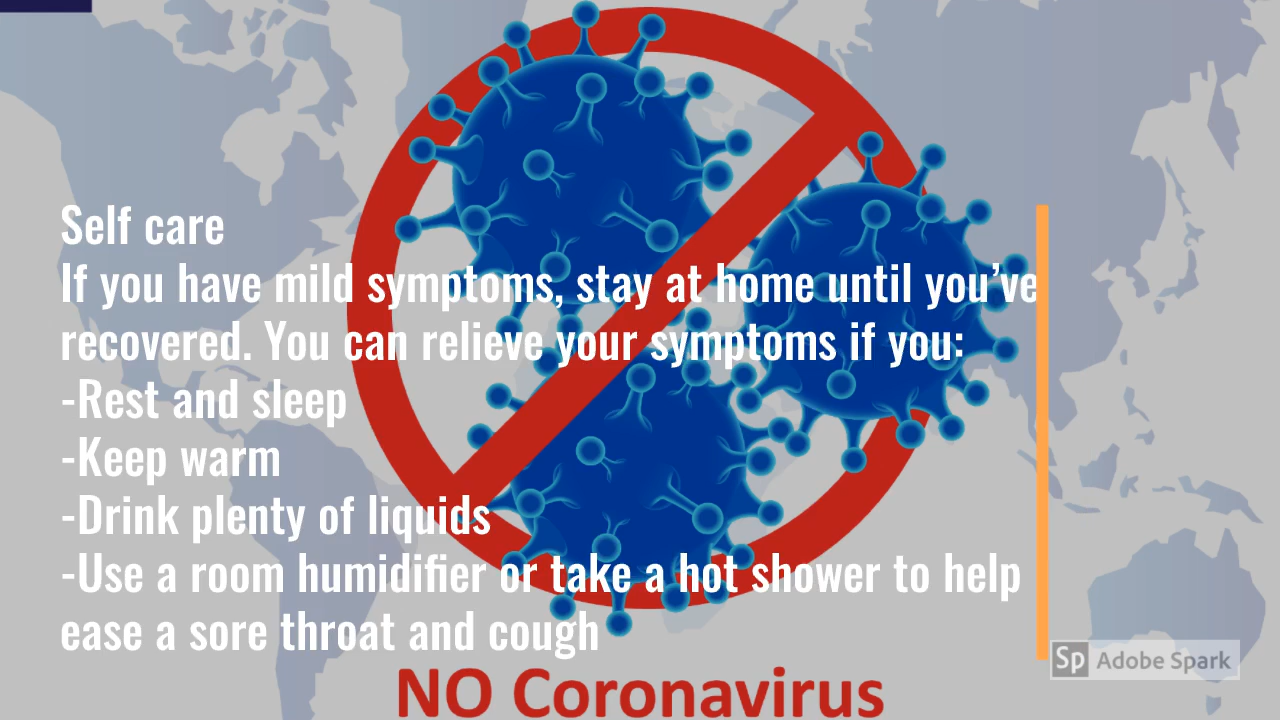 Self care
If you have mild symptoms, stay at home until you’ve
recovered. You can relieve your symptoms if you:
-Rest and sleep
-Keep warm
-Drink plenty of liquids
-Use a room humidifier or take a hot shower to help
ease a sore throat and cough
Sp Adobe Spark
NO Coronavirus